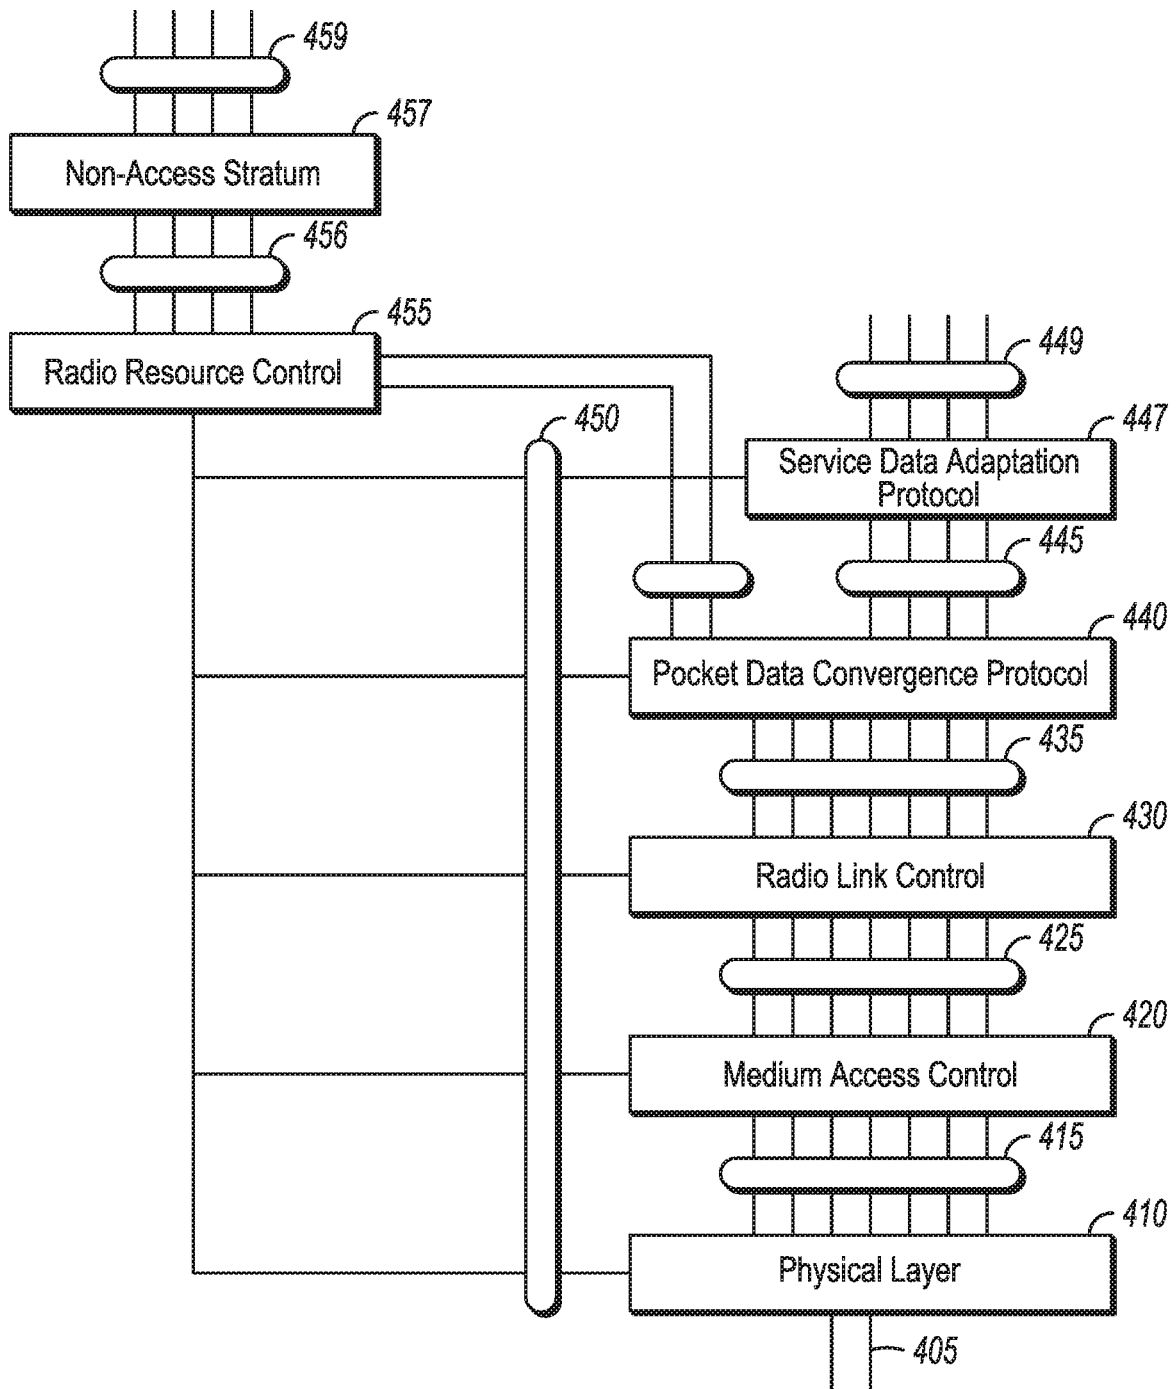 459
457
Non-Access Stratum
456
455
Radio Resource Control
449
450
447
Service Data Adaptation
Protocol
445
440
Pocket Data Convergence Protocol
435
430
Radio Link Control
425
420
Medium Access Control
415
410
Physical Layer
405